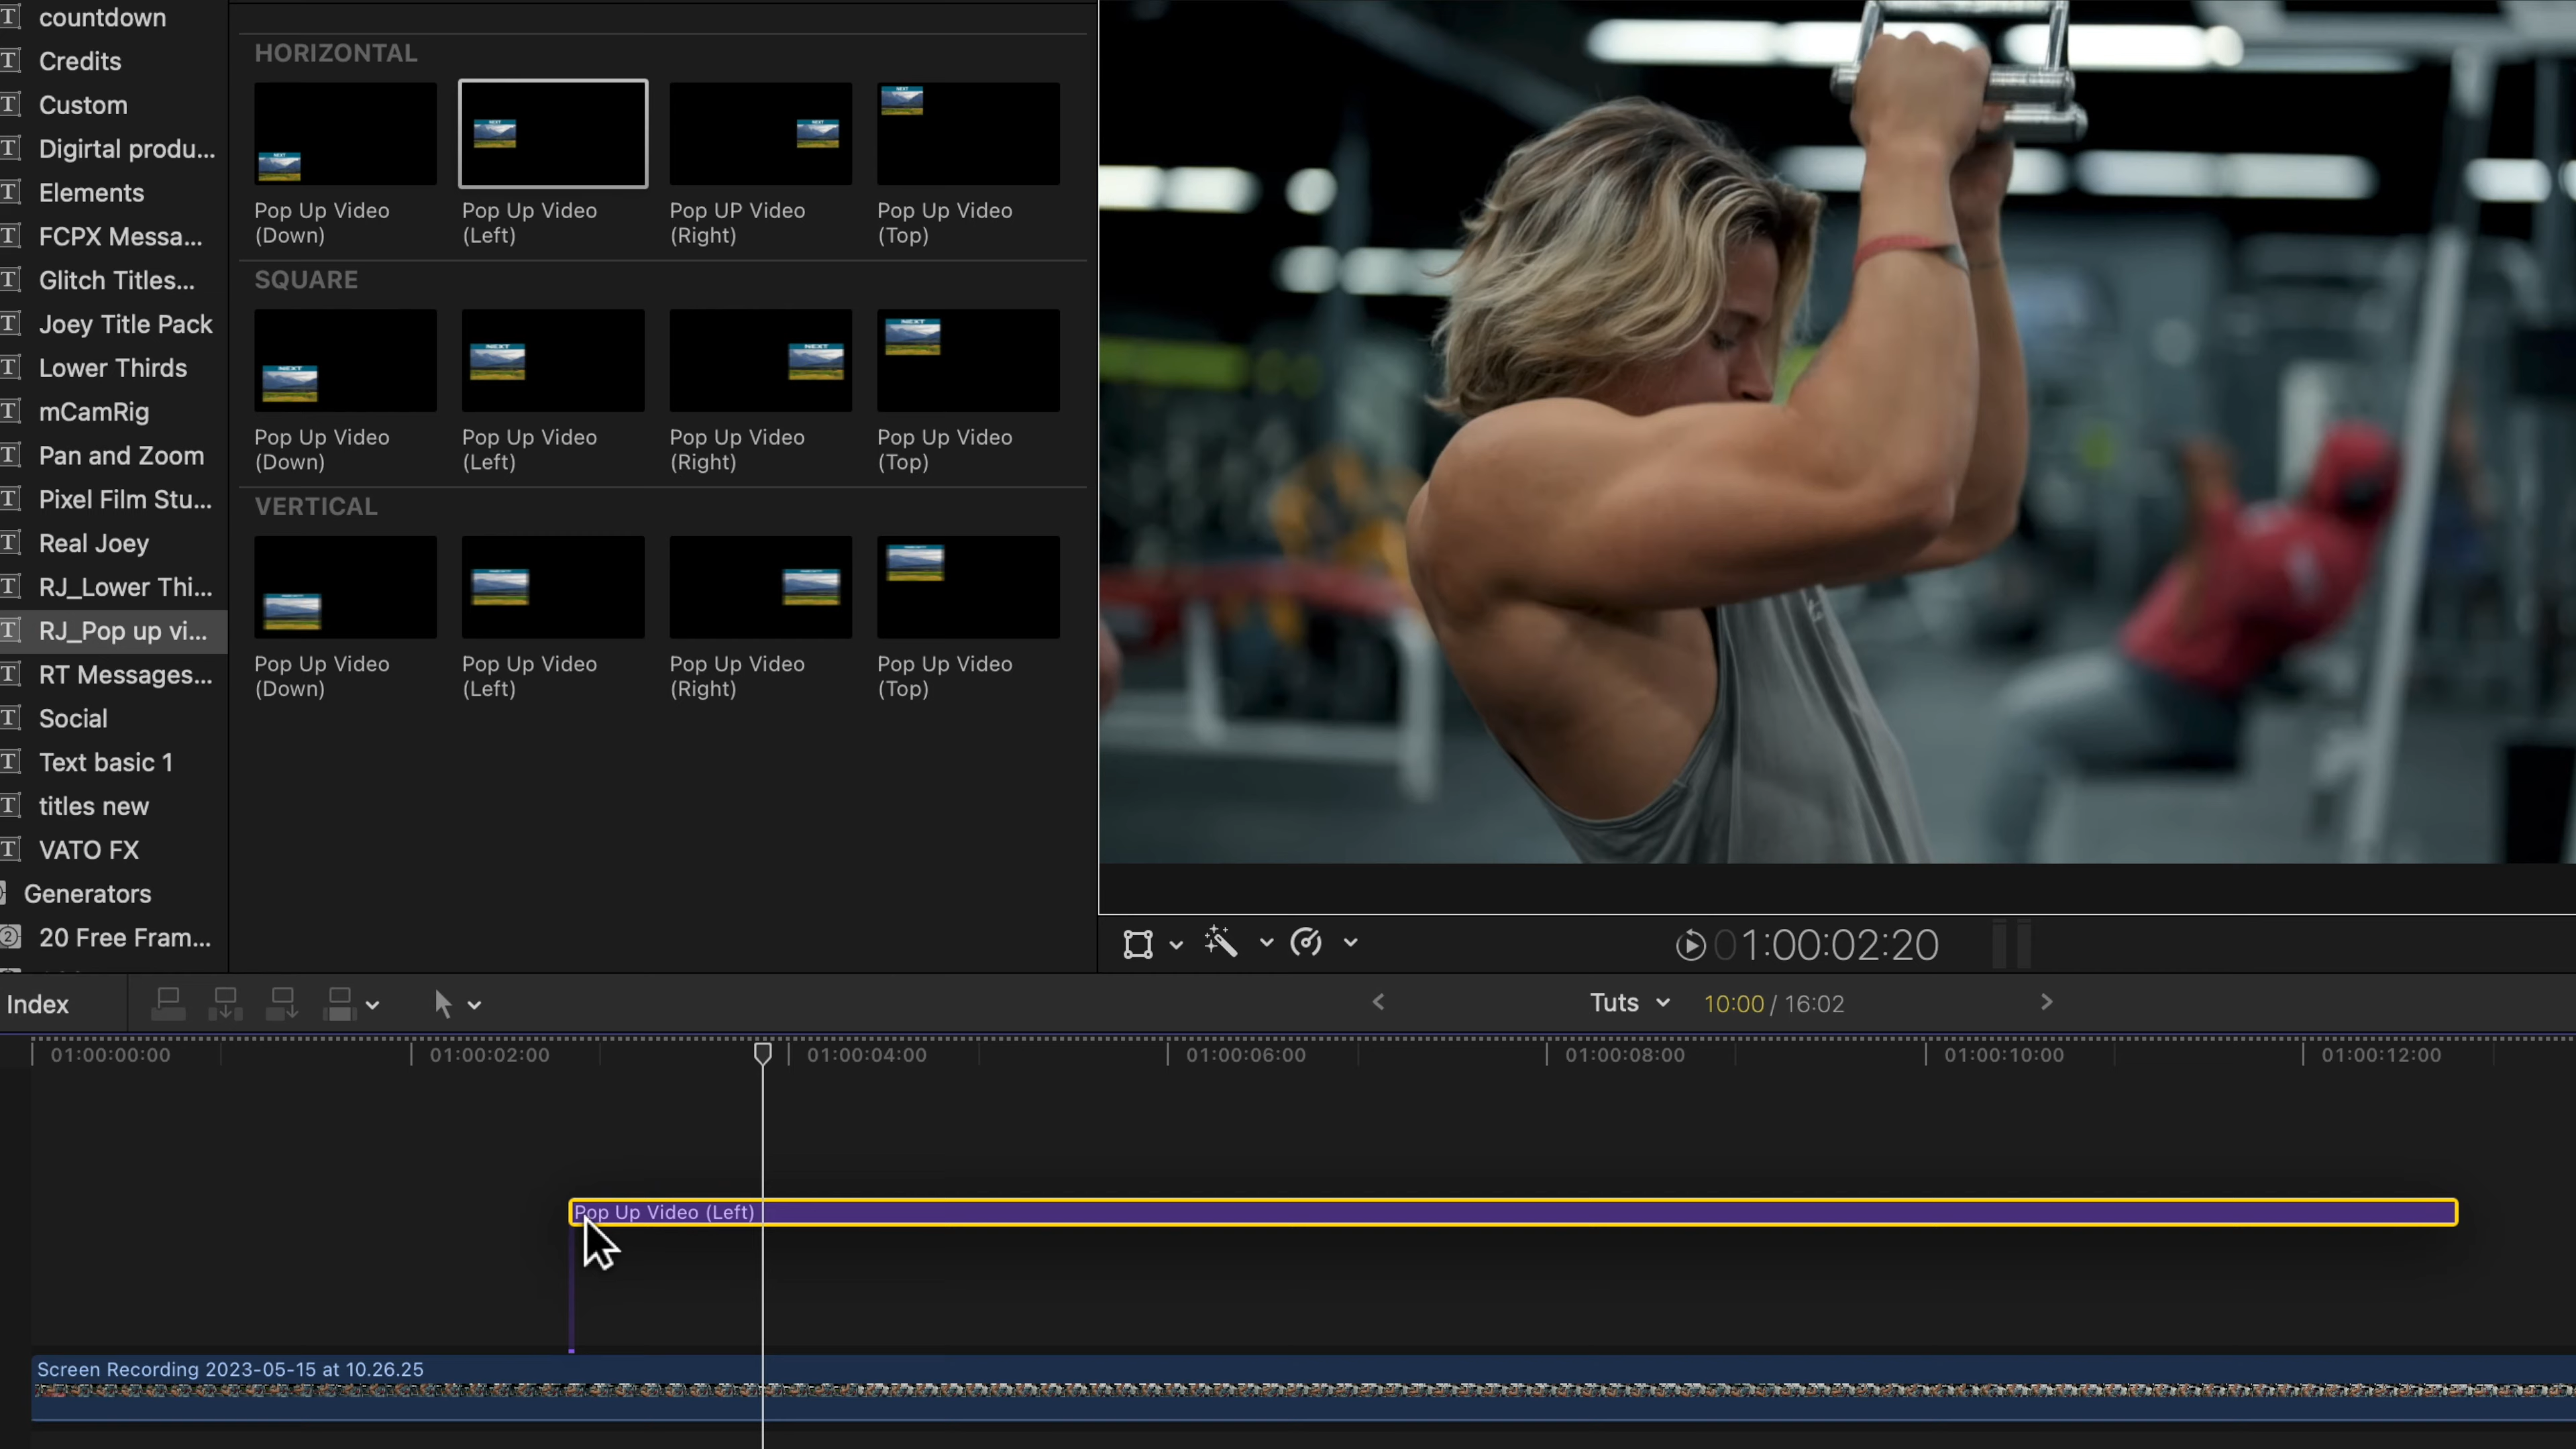 countdown
Credits
Custom
Digirtal produ...
Elements
FCPX Messa...
Glitch Titles...
Joey Title Pack
Lower Thirds
mCamRig
Pan and Zoom
Pixel Film Stu...
Real Joey
RJ_Lower Thi...
RJ_Pop up vi...
RT Messages...
Social
Text basic 1
titles new
VATO FX
Generators
20 Free Fram...
HORIZONTAL
Pop Up Video
(Down)
Pop Up Video
(Left)
Pop UP Video
(Right)
Pop Up Video
(Top)
SQUARE
Pop Up Video
(Down)
Pop Up Video
(Left)
Pop Up Video
(Right)
Pop Up Video
(Top)
VERTICAL
Pop Up Video
(Down)
Pop Up Video
(Left)
Pop Up Video
(Right)
Pop Up Video
(Top)
01:00:02:20
Index
Tuts
10:00 / 16:02
01:00:00:00
01:00:02:00
01:00:04:00
01:00:06:00
01:00:08:00
01:00:10:00
01:00:12:00
Pop Up Video (Left)
Screen Recording 2023-05-15 at 10.26.25